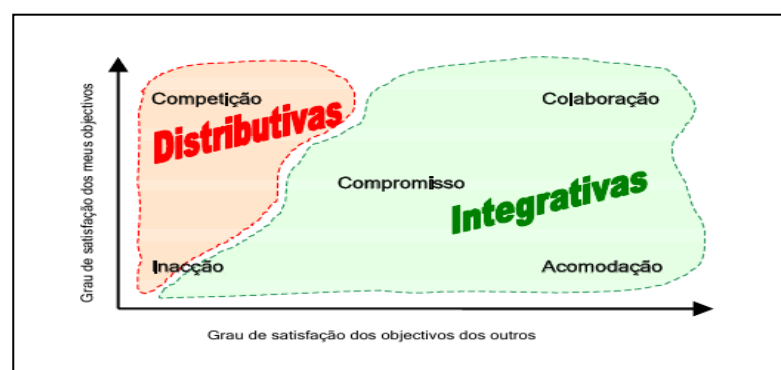 Grau de satisfação dos meus objectivos
Competição
Colaboração
Distributivas
Compromisso
Integrativas
Inacção
Acomodação
Grau de satisfação dos objectivos dos outros